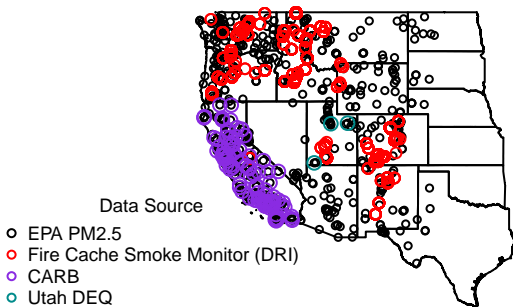 Data Source
EPA PM2.5
Fire Cache Smoke Monitor (DRI)
CARB
Utah DEQ